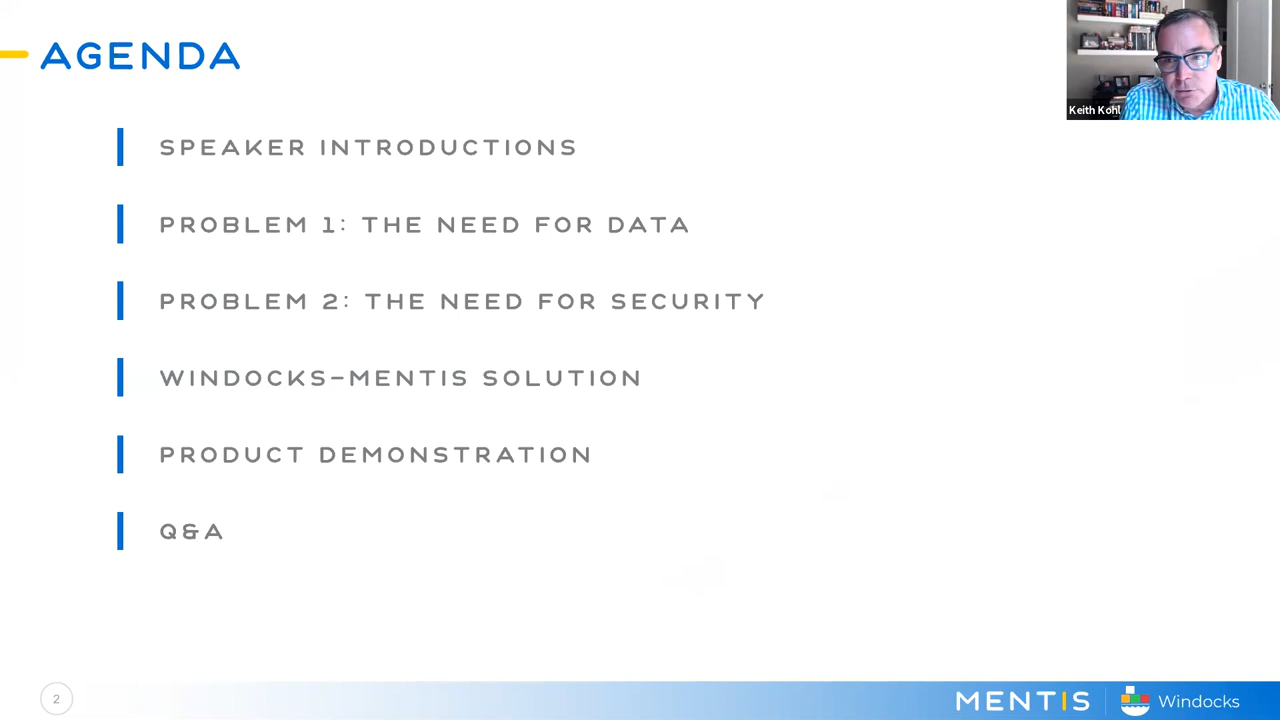 AGENDA
Keith Kohl
SPEAKER INTRODUCTIONS
PROBLEM 1: THE NEED FOR DATA
PROBLEM 2: THE NEED FOR SECURITY
WINDOCKS-MENTIS SOLUTION
PRODUCT DEMONSTRATION
Q&A
2
MENTIS
Windocks